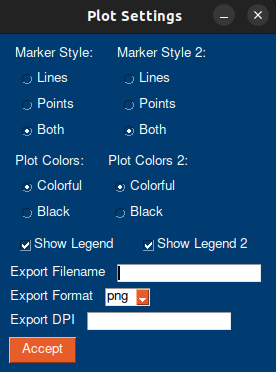 Plot Settings
Marker Style: Marker Style 2:
Lines Lines
Points Points
Both Both
Plot Colors: Plot Colors 2:
Colorful Colorful
Black Black
Show Legend Show Legend 2
Export Filename
Export Format png
Export DPI
Accept